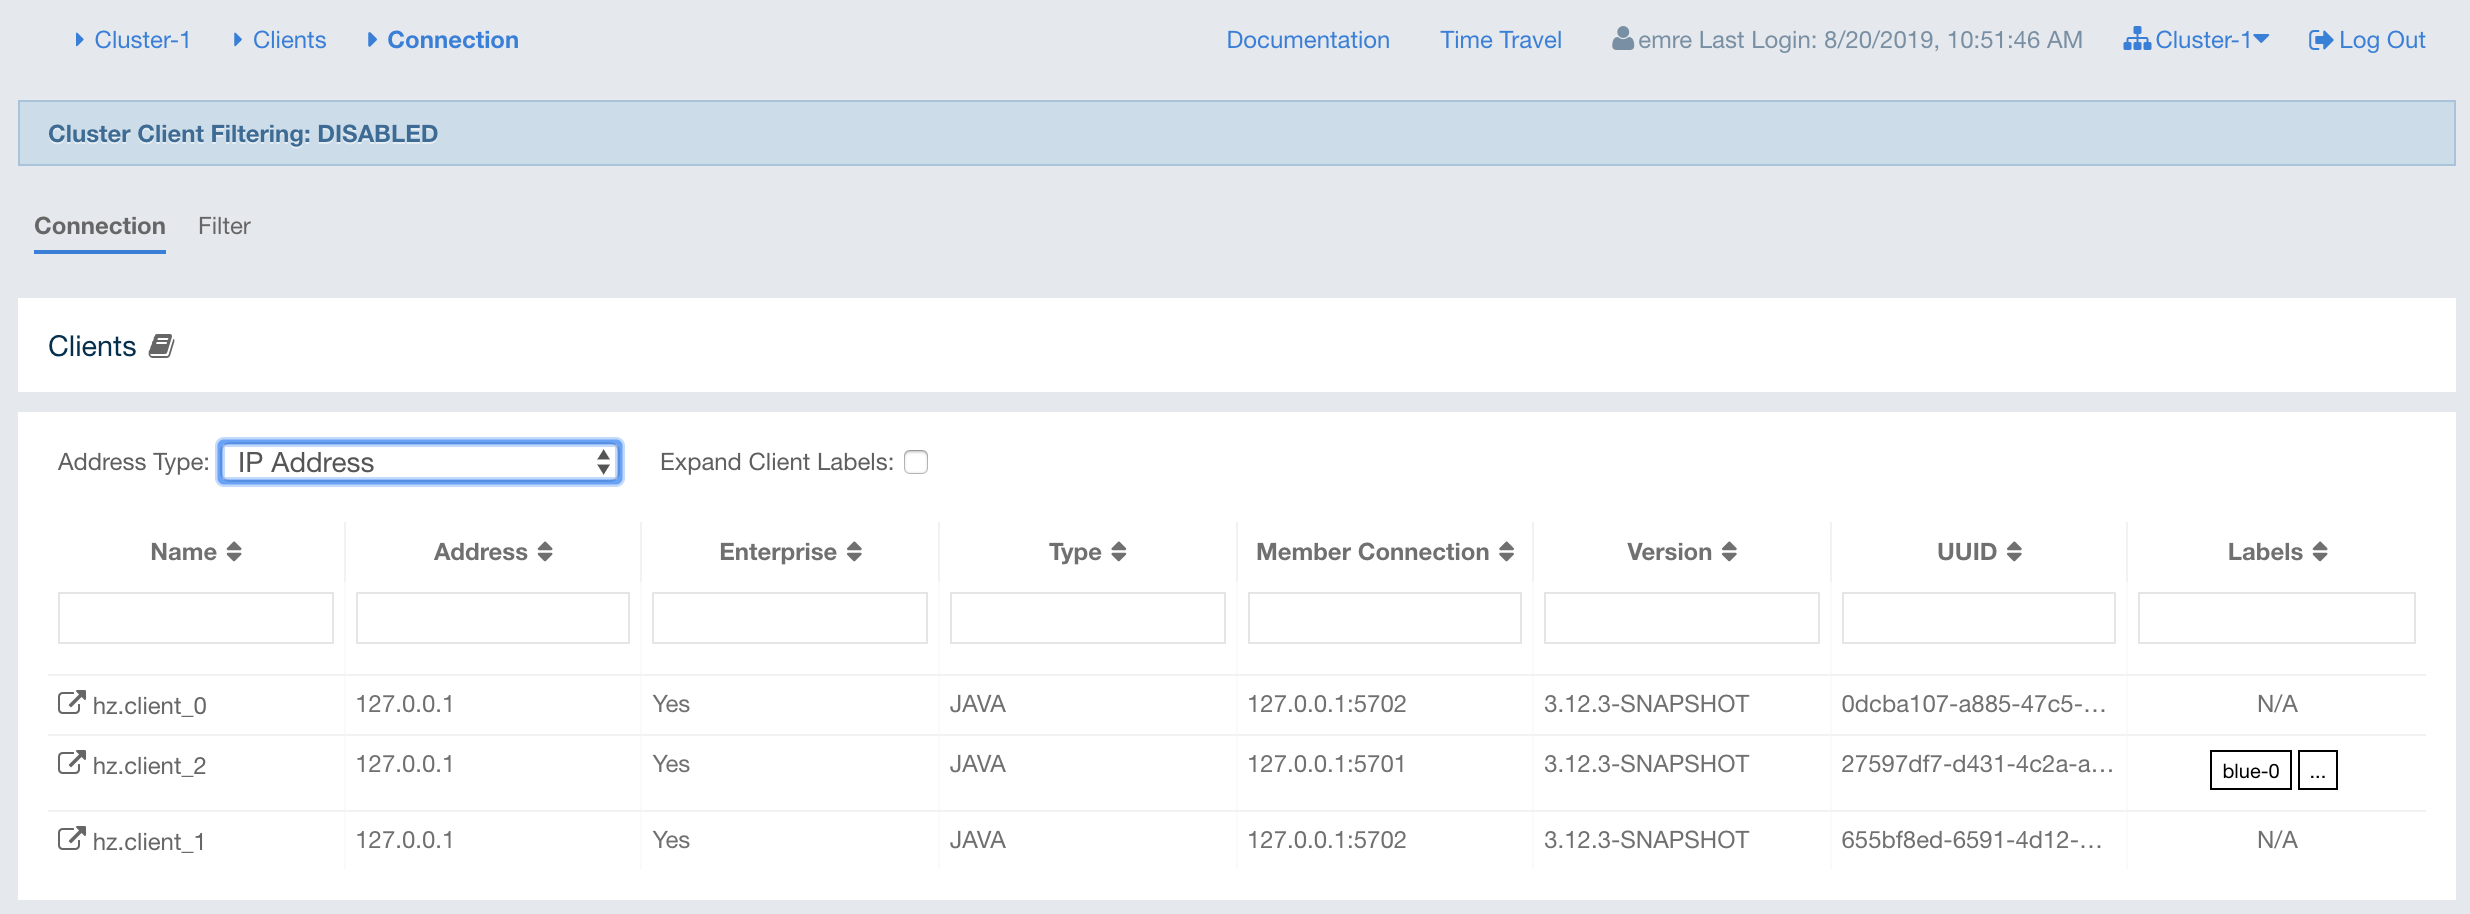 Cluster-1 Clients Connection Documentation Time Travel emre Last Login: 8/20/2019, 10:51:46 AM Cluster-1 Log Out
Cluster Client Filtering: DISABLED
Connection Filter
Clients
Address Type: IP Address Expand Client Labels:
Name Address Enterprise Type Member Connection Version UUID Labels
hz.client_0 127.0.0.1 Yes JAVA 127.0.0.1:5702 3.12.3-SNAPSHOT 0dcba107-a885-47c5-... N/A
hz.client_2 127.0.0.1 Yes JAVA 127.0.0.1:5701 3.12.3-SNAPSHOT 27597df7-d431-4c2a-a... blue-0 ...
hz.client_1 127.0.0.1 Yes JAVA 127.0.0.1:5702 3.12.3-SNAPSHOT 655bf8ed-6591-4d12-... N/A